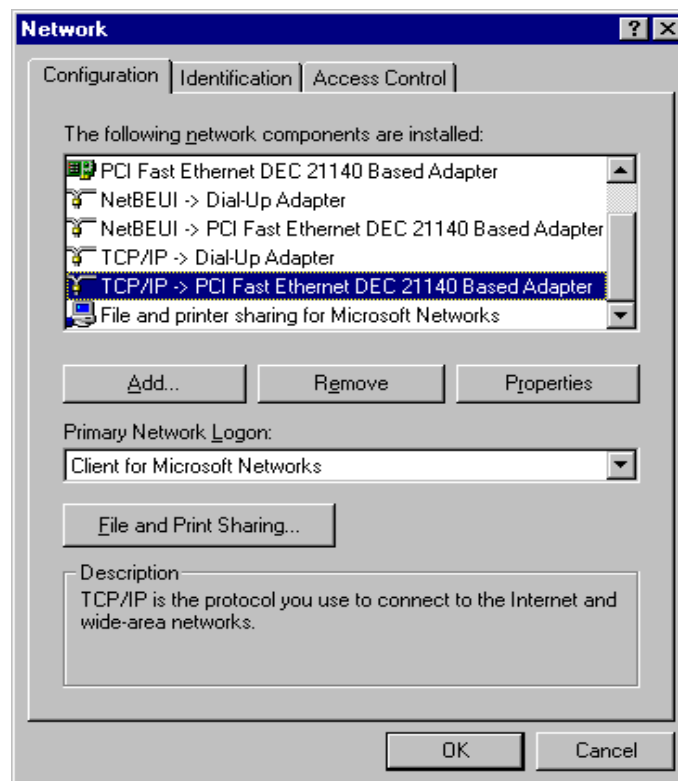 Network
Configuration Identification Access Control
The following network components are installed:
PCI Fast Ethernet DEC 21140 Based Adapter
NetBEUI -> Dial-Up Adapter
NetBEUI -> PCI Fast Ethernet DEC 21140 Based Adapter
TCP/IP -> Dial-Up Adapter
TCP/IP -> PCI Fast Ethernet DEC 21140 Based Adapter
File and printer sharing for Microsoft Networks
Add... Remove Properties
Primary Network Logon:
Client for Microsoft Networks
File and Print Sharing...
Description
TCP/IP is the protocol you use to connect to the Internet and
wide-area networks.
OK Cancel